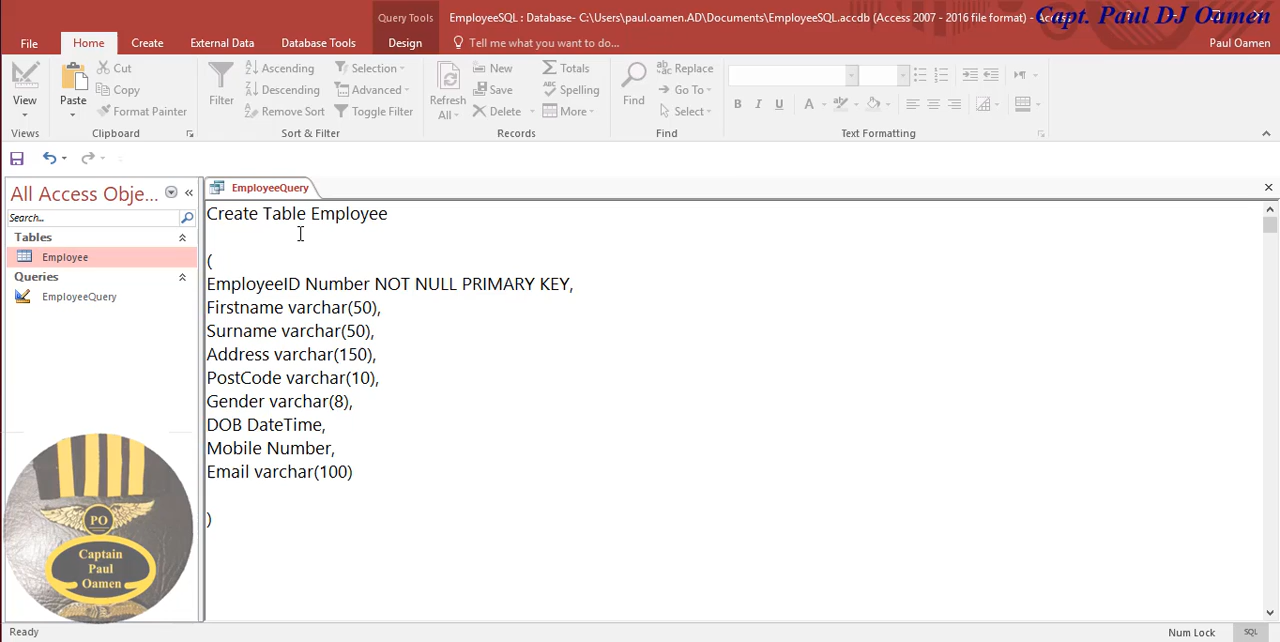 Query Tools
EmployeeSQL : Database- C:\Users\paul.oamen.AD\Documents\EmployeeSQL.accdb (Access 2007 - 2016 file format) -
Capt. Paul DJ Oamen
File
Home
Create
External Data
Database Tools
Design
Tell me what you want to do...
Paul Oamen
View
Views
Paste
Cut
Copy
Format Painter
Clipboard
Filter
Ascending
Descending
Remove Sort
Selection
Advanced
Toggle Filter
Sort & Filter
Refresh
All
New
Save
Delete
Totals
Spelling
More
Records
Find
Replace
Go To
Select
Find
B I U A
Text Formatting
All Access Obje...
Search...
Tables
Employee
Queries
EmployeeQuery
EmployeeQuery
Create Table Employee
(
EmployeeID Number NOT NULL PRIMARY KEY,
Firstname varchar(50),
Surname varchar(50),
Address varchar(150),
PostCode varchar(10),
Gender varchar(8),
DOB DateTime,
Mobile Number,
Email varchar(100)
)
PO
Captain
Paul
Oamen
Ready
Num Lock
SQL